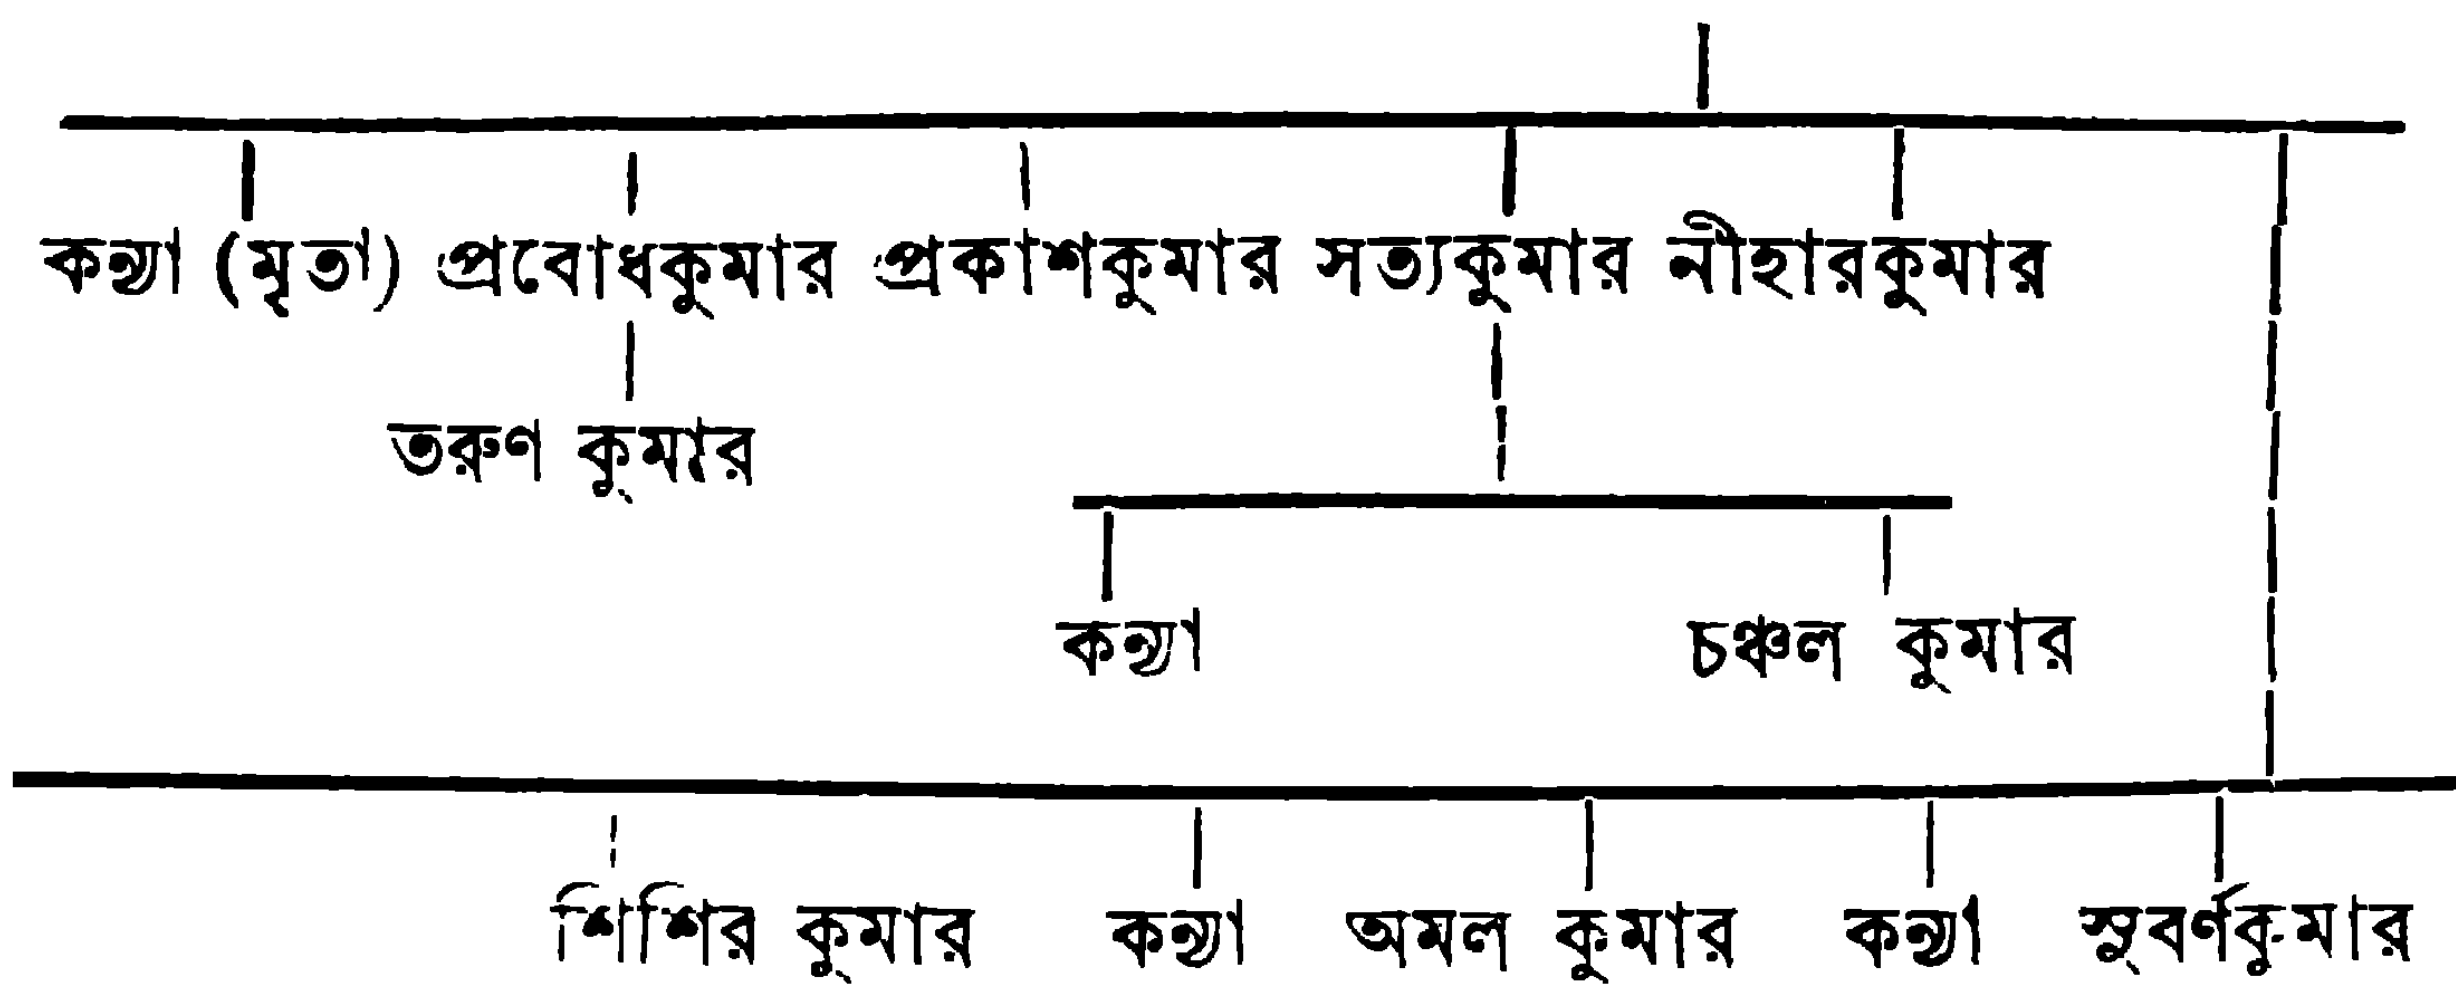 কন্যা (মৃতা) প্রবোধকুমার প্রকাশকুমার সত্যকুমার নীহারকুমার
তরুণ কুমার
কন্যা চঞ্চল কুমার
শিশির কুমার কন্যা অমল কুমার কন্যা সুবর্ণকুমার